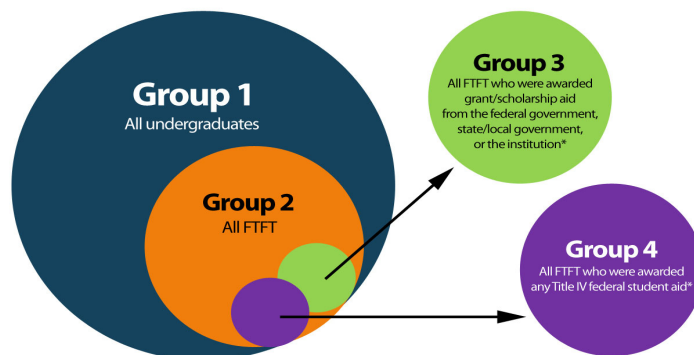 Group 1
All undergraduates
Group 2
All FTFT
Group 3
All FTFT who were awarded
grant/scholarship aid
from the federal government,
state/local government,
or the institution*
Group 4
All FTFT who were awarded
any Title IV federal student aid*